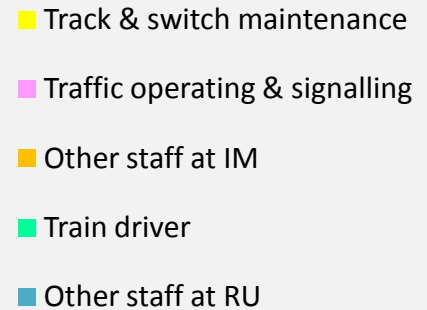 Track & switch maintenance
Traffic operating & signalling
Other staff at IM
Train driver
Other staff at RU